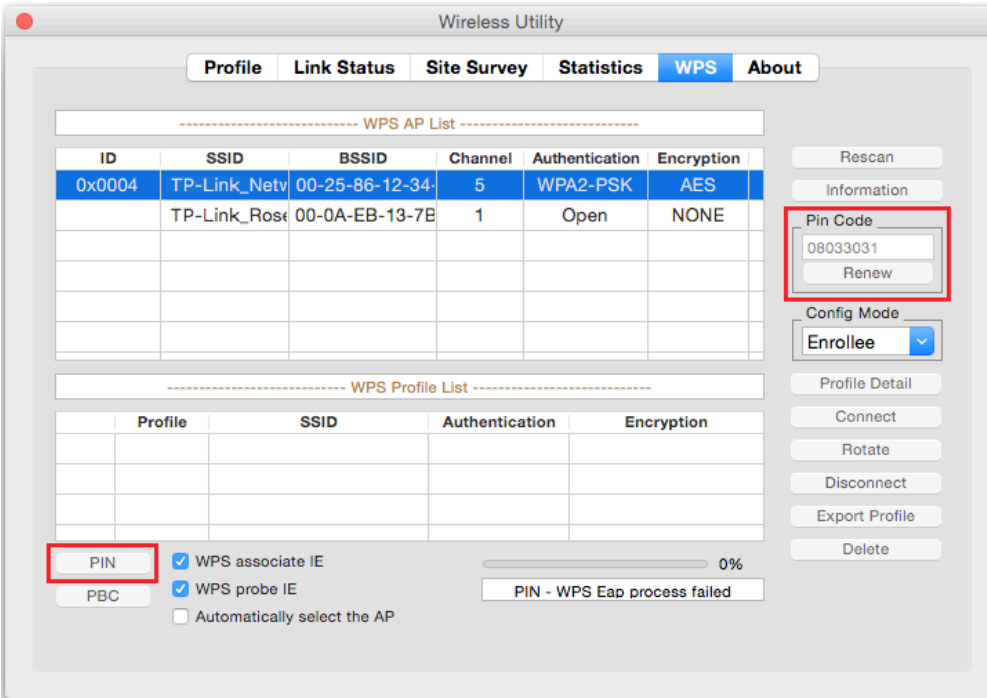 Wireless Utility
Profile Link Status Site Survey Statistics WPS About
---------------------------- WPS AP List ----------------------------
ID SSID BSSID Channel Authentication Encryption
0x0004 TP-Link_Netv 00-25-86-12-34- 5 WPA2-PSK AES
TP-Link_Rose 00-0A-EB-13-7B 1 Open NONE
Rescan
Information
Pin Code
08033031
Renew
Config Mode
Enrollee
---------------------------- WPS Profile List ----------------------------
Profile SSID Authentication Encryption
Profile Detail
Connect
Rotate
Disconnect
Export Profile
Delete
PIN
PBC
WPS associate IE
WPS probe IE
Automatically select the AP
0%
PIN - WPS Eap process failed